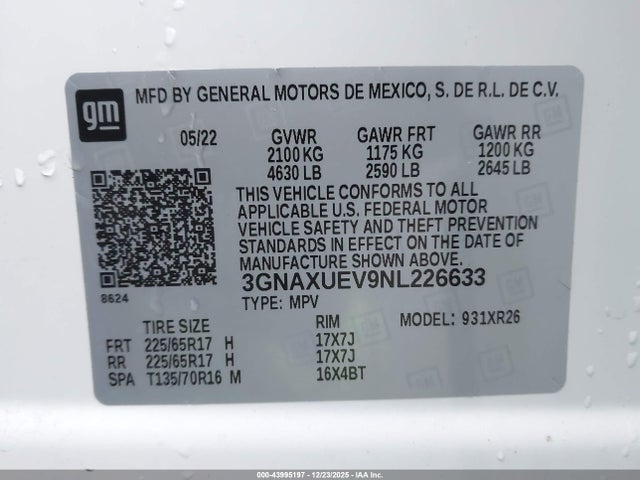 gm
MFD BY GENERAL MOTORS DE MEXICO, S. DE R.L. DE C.V.
05/22 GVWR GAWR FRT GAWR RR
2100 KG 1175 KG 1200 KG
4630 LB 2590 LB 2645 LB
THIS VEHICLE CONFORMS TO ALL
APPLICABLE U.S. FEDERAL MOTOR
VEHICLE SAFETY AND THEFT PREVENTION
STANDARDS IN EFFECT ON THE DATE OF
MANUFACTURE SHOWN ABOVE.
3GNAXUEV9NL226633
8624
TYPE: MPV
TIRE SIZE RIM MODEL: 931XR26
FRT 225/65R17 H 17X7J
RR 225/65R17 H 17X7J
SPA T135/70R16 M 16X4BT
000-43995197 - 12/23/2025 - IAA, Inc.